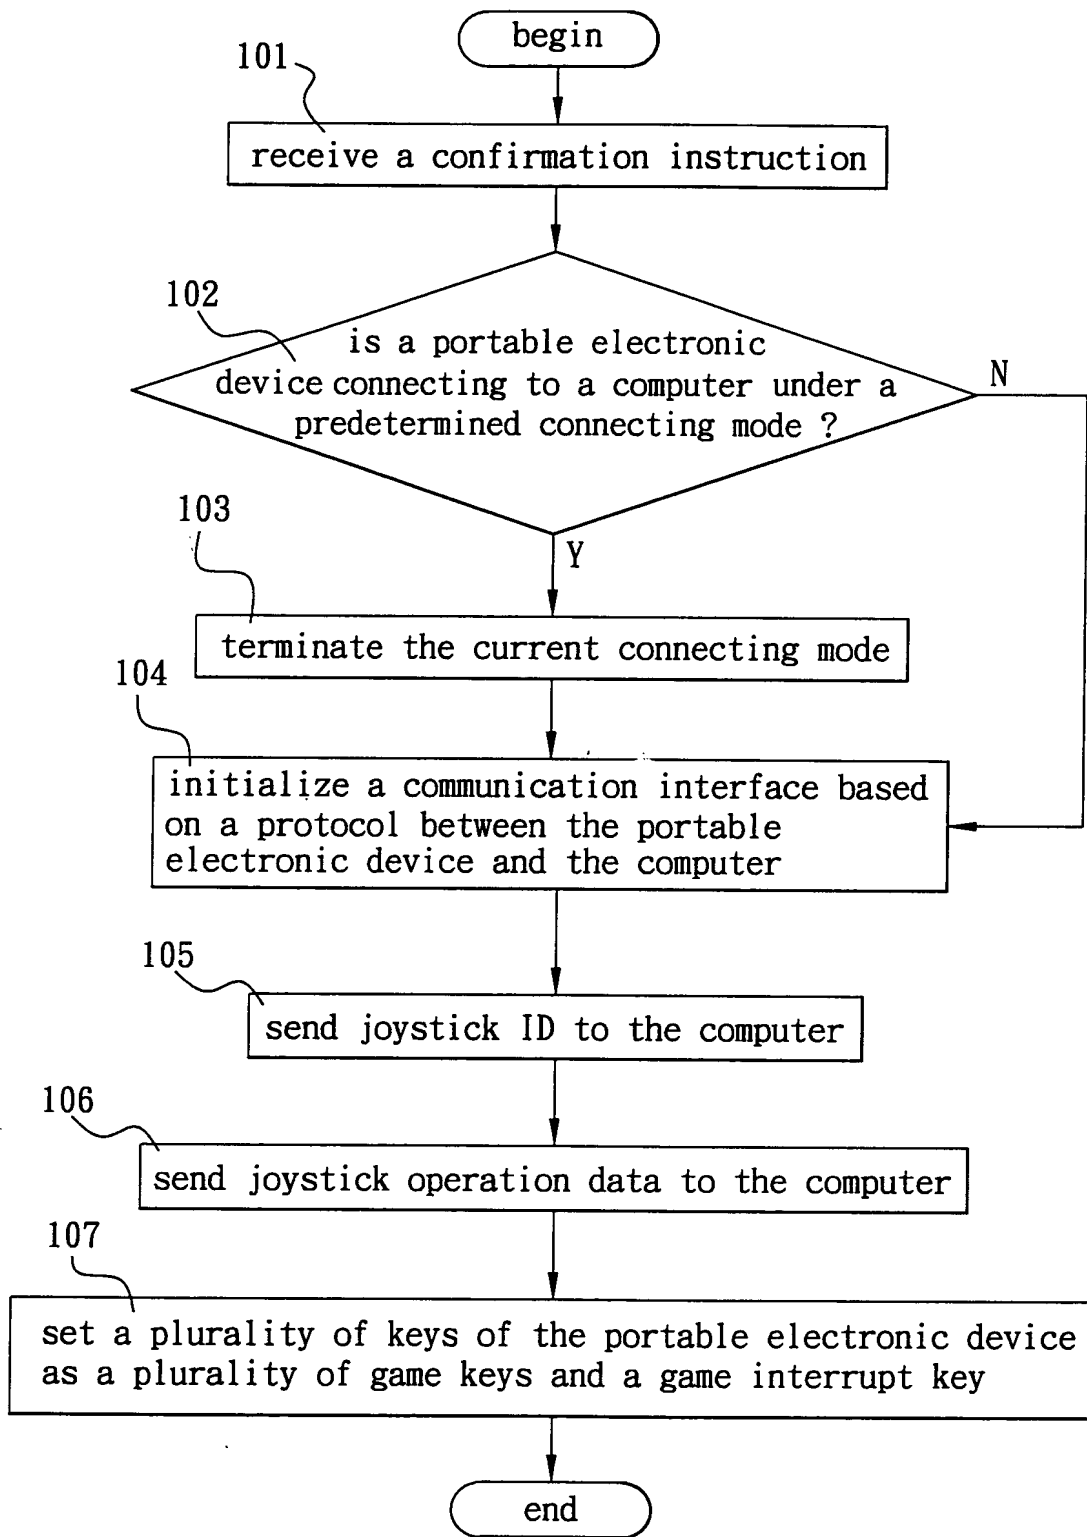 begin
101
receive a confirmation instruction
102
is a portable electronic
device connecting to a computer under a
predetermined connecting mode ?
N
Y
103
terminate the current connecting mode
104
initialize a communication interface based
on a protocol between the portable
electronic device and the computer
105
send joystick ID to the computer
106
send joystick operation data to the computer
107
set a plurality of keys of the portable electronic device
as a plurality of game keys and a game interrupt key
end